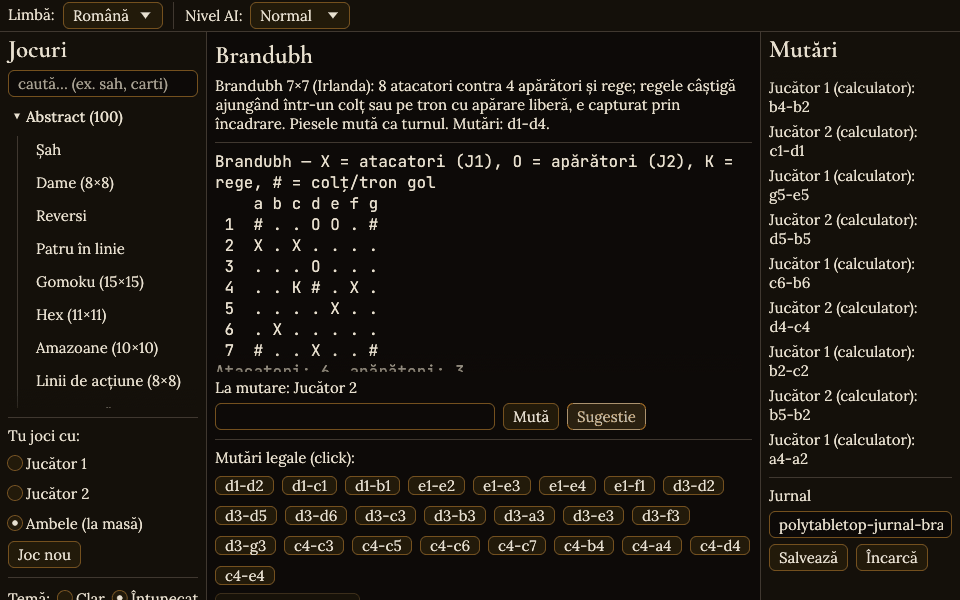 Limbă: Română Nivel AI: Normal
Jocuri
caută... (ex. sah, carti)
Abstract (100)
Șah
Dame (8×8)
Reversi
Patru în linie
Gomoku (15×15)
Hex (11×11)
Amazoane (10×10)
Linii de acțiune (8×8)
Tu joci cu:
Jucător 1
Jucător 2
Ambele (la masă)
Joc nou
Temă: Clar Întunecat
Brandubh
Brandubh 7×7 (Irlanda): 8 atacatori contra 4 apărători și rege; regele câștigă
ajungând într-un colț sau pe tron cu apărare liberă, e capturat prin
încadrare. Piesele mută ca turnul. Mutări: d1-d4.
Brandubh — X = atacatori (J1), O = apărători (J2), K =
rege, # = colț/tron gol
a b c d e f g
1 # . . O O . #
2 X . X . . . .
3 . . . O . . .
4 . . K # . X .
5 . . . . X . .
6 . X . . . . .
7 # . . X . . #
Atacatori: 6, apărători: 3
La mutare: Jucător 2
Mută Sugestie
Mutări legale (click):
d1-d2 d1-c1 d1-b1 e1-e2 e1-e3 e1-e4 e1-f1 d3-d2
d3-d5 d3-d6 d3-c3 d3-b3 d3-a3 d3-e3 d3-f3
d3-g3 c4-c3 c4-c5 c4-c6 c4-c7 c4-b4 c4-a4 c4-d4
c4-e4
Mutări
Jucător 1 (calculator):
b4-b2
Jucător 2 (calculator):
c1-d1
Jucător 1 (calculator):
g5-e5
Jucător 2 (calculator):
d5-b5
Jucător 1 (calculator):
c6-b6
Jucător 2 (calculator):
d4-c4
Jucător 1 (calculator):
b2-c2
Jucător 2 (calculator):
b5-b2
Jucător 1 (calculator):
a4-a2
Jurnal
polytabletop-jurnal-bra
Salvează Încarcă